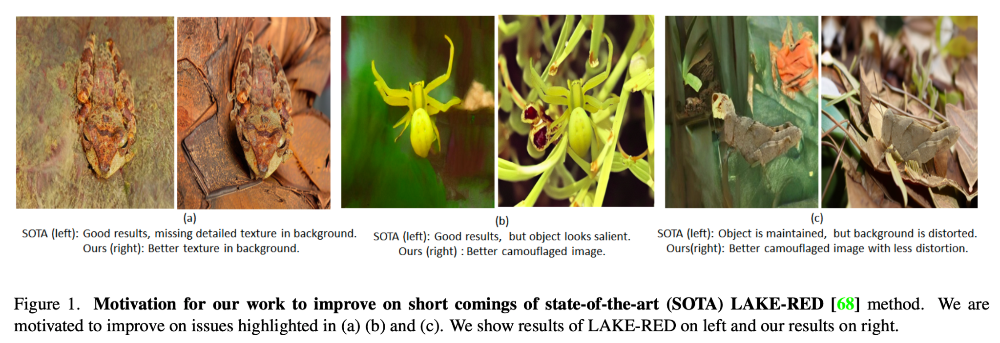 (a)
SOTA (left): Good results, missing detailed texture in background.
Ours (right): Better texture in background.
(b)
SOTA (left): Good results,  but object looks salient.
Ours (right) : Better camouflaged image.
(c)
SOTA (left): Object is maintained,  but background is distorted.
Ours(right): Better camouflaged image with less distortion.
Figure 1. Motivation for our work to improve on short comings of state-of-the-art (SOTA) LAKE-RED [68] method. We are
motivated to improve on issues highlighted in (a) (b) and (c). We show results of LAKE-RED on left and our results on right.